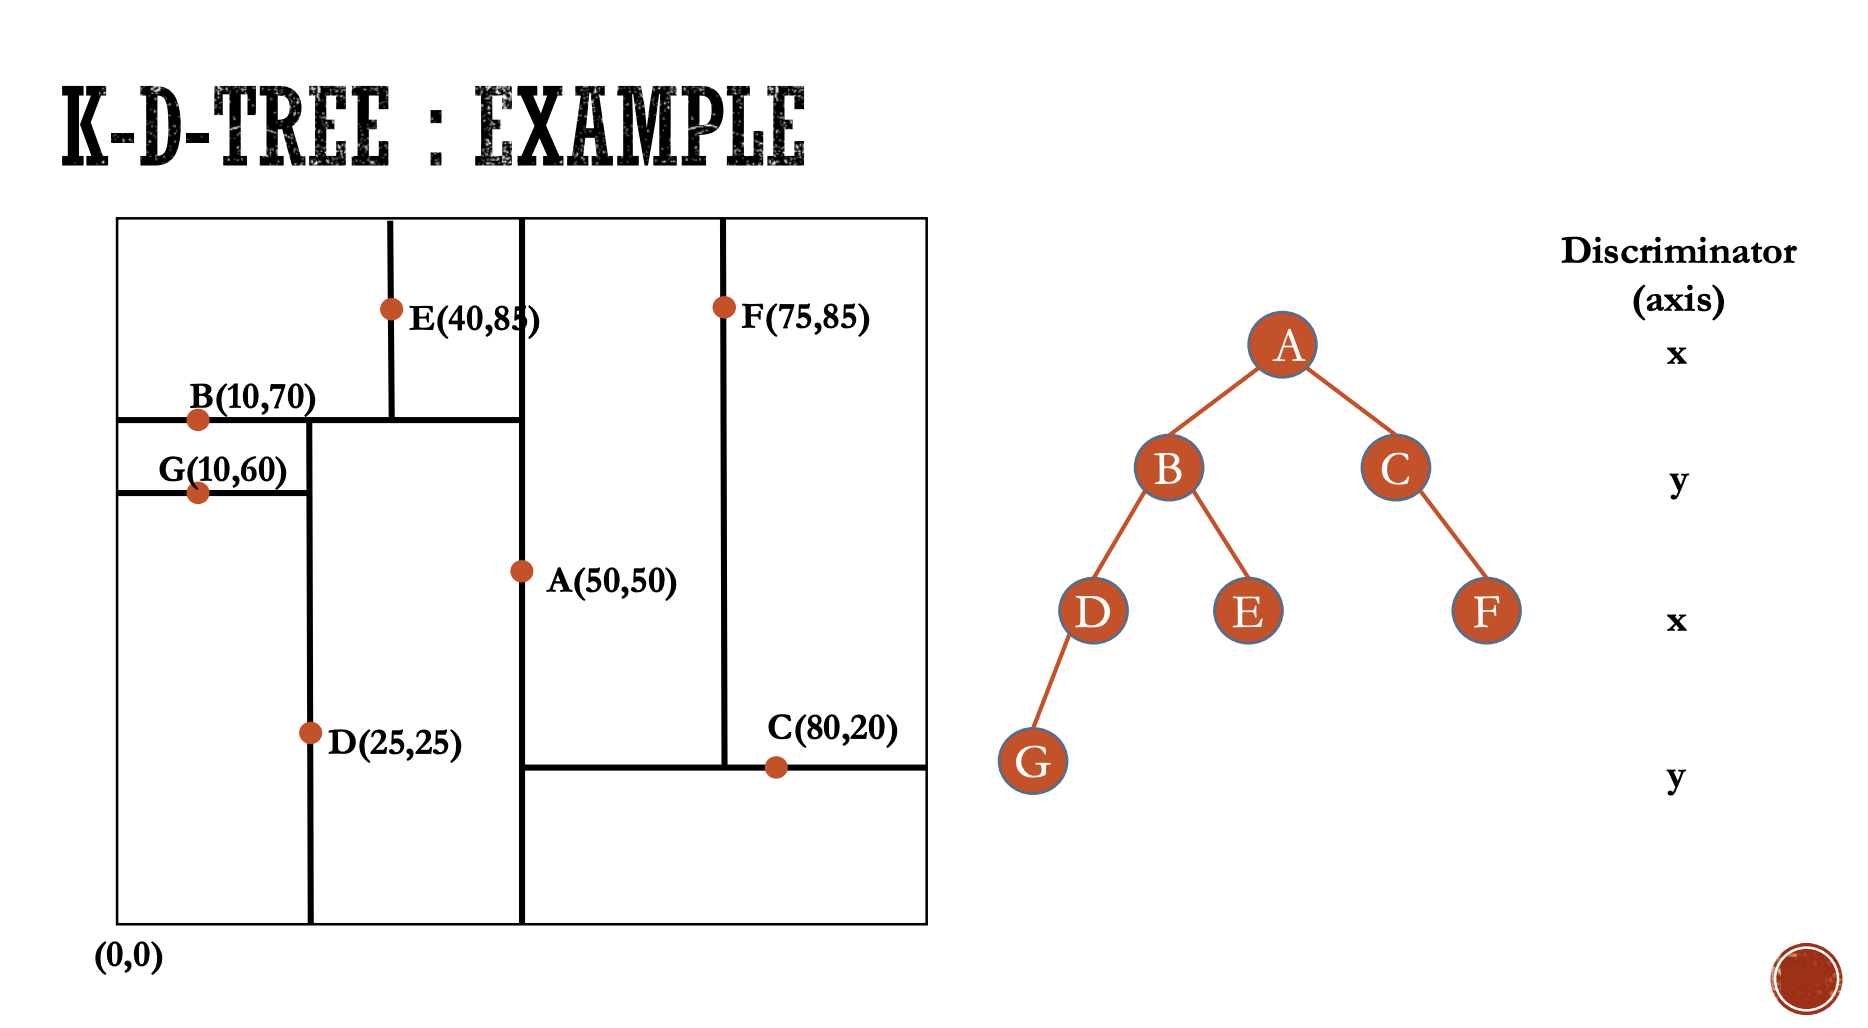 K-D-TREE : EXAMPLE
E(40,85)
F(75,85)
B(10,70)
G(10,60)
A(50,50)
D(25,25)
C(80,20)
(0,0)
A
B
C
D
E
F
G
Discriminator
(axis)
x
y
x
y